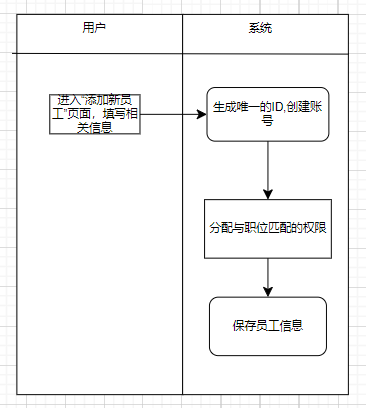 用户
系统
进入“添加新员
工”页面，填写相
关信息
生成唯一的ID,创建账
号
分配与职位匹配的权限
保存员工信息